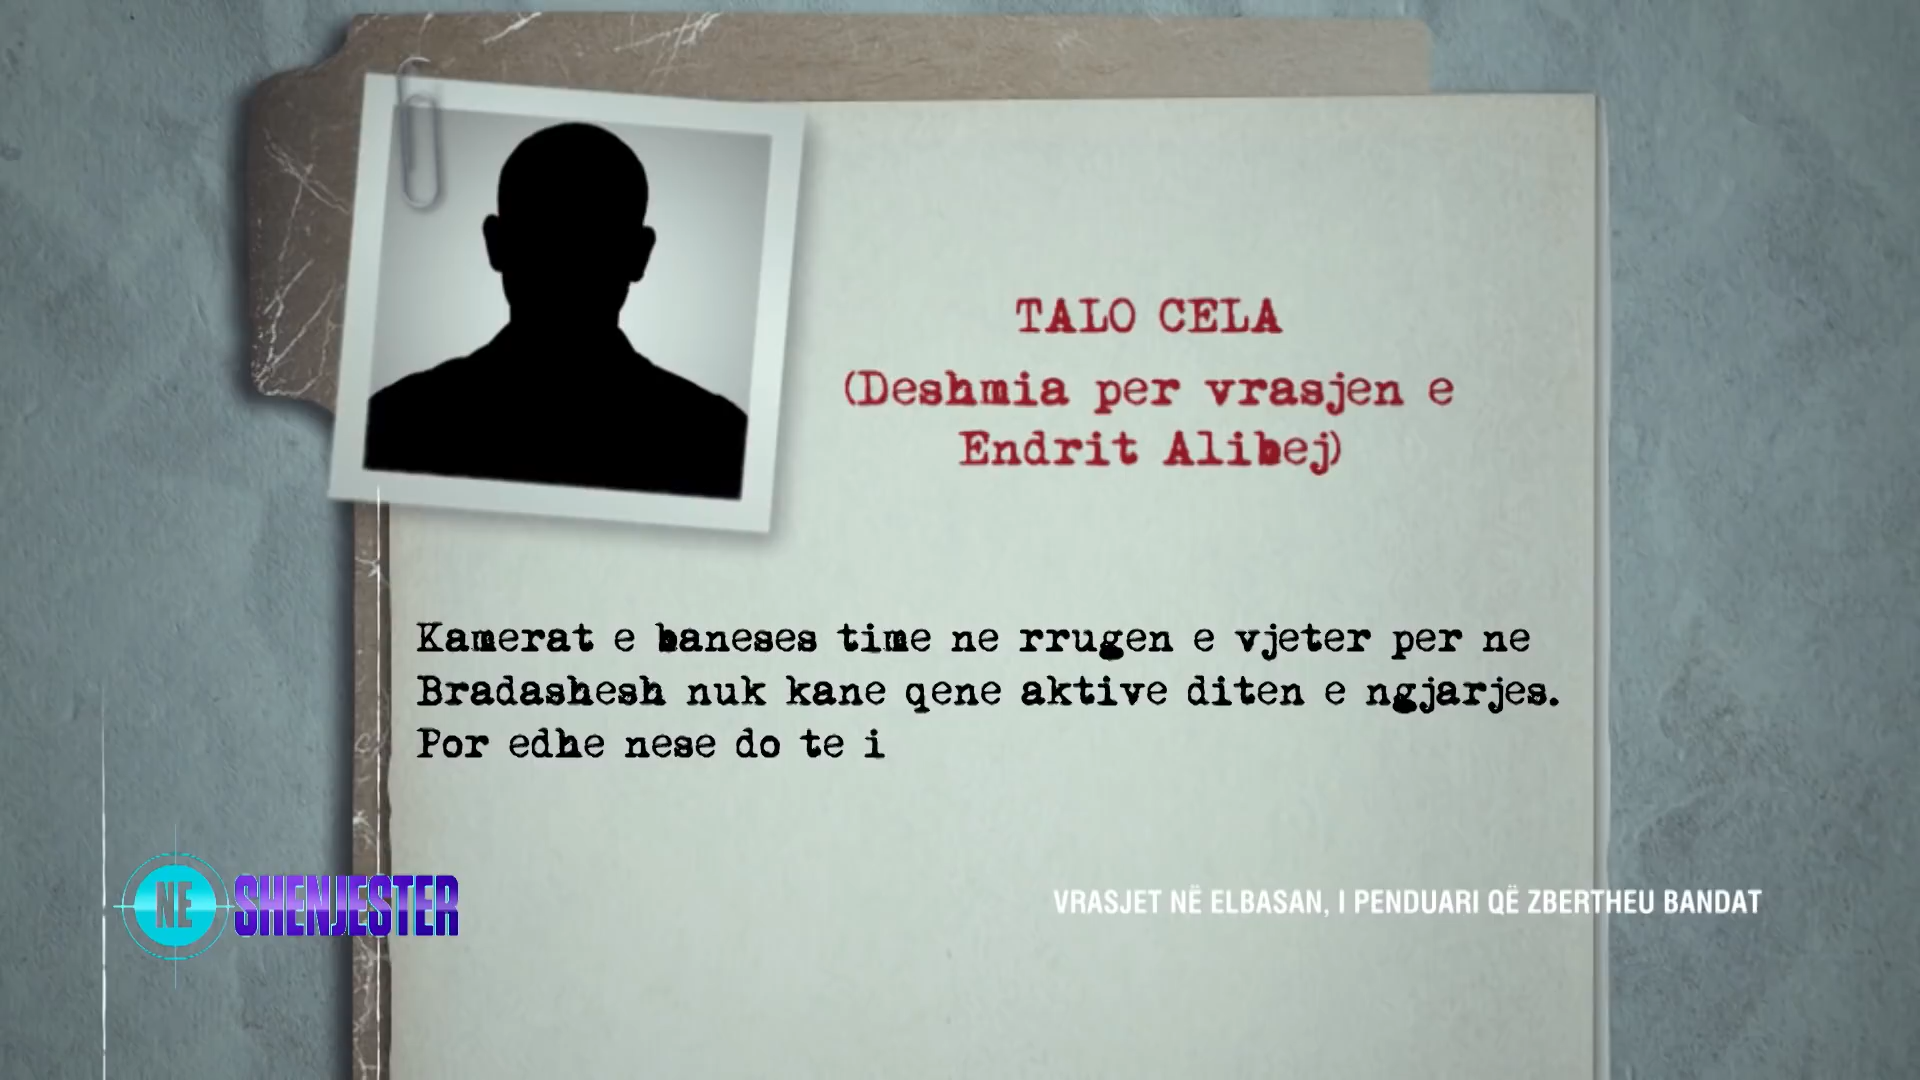 TALO CELA
(Deshmia per vrasjen e
Endrit Alibej)
Kamerat e baneses time ne rrugen e vjeter per ne
Bradashesh nuk kane qene aktive diten e ngjarjes.
Por edhe nese do te i
NE SHENJESTER
VRASJET NË ELBASAN, I PENDUARI QË ZBERTHEU BANDAT